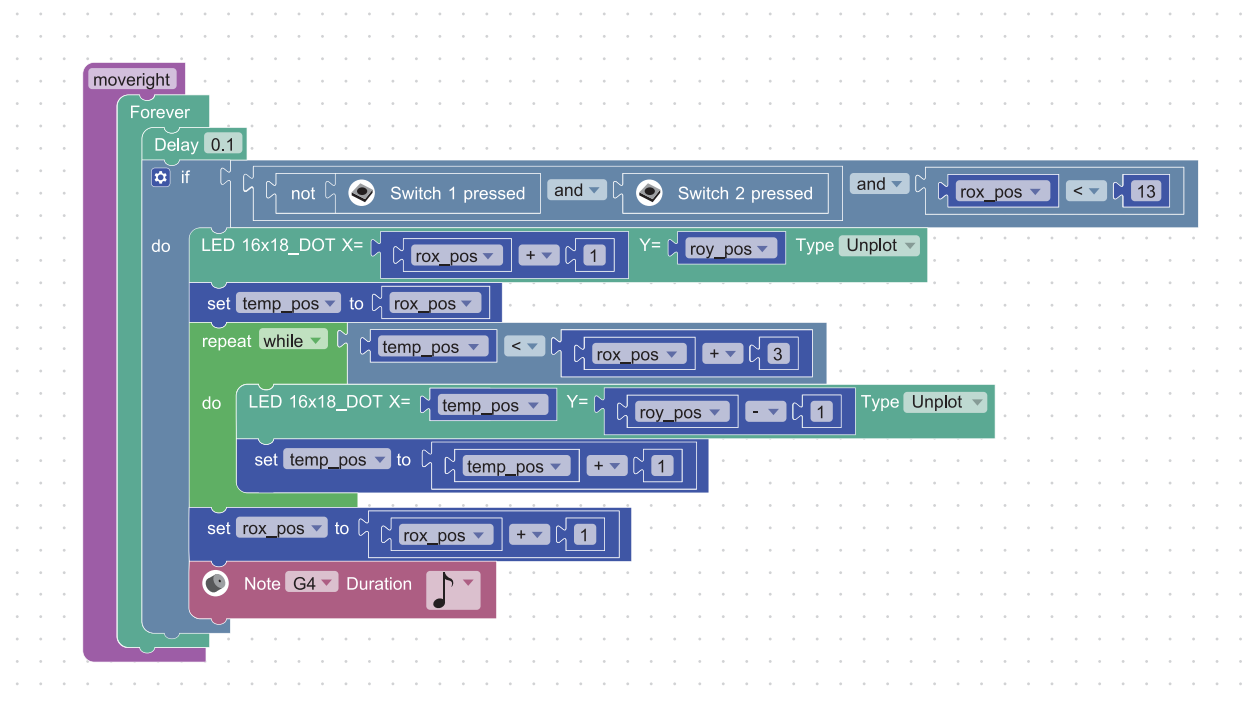 moveright
Forever
Delay 0.1
if not Switch 1 pressed and Switch 2 pressed and rox_pos < 13
do LED 16x18_DOT X= rox_pos + 1 Y= roy_pos Type Unplot
set temp_pos to rox_pos
repeat while temp_pos < rox_pos + 3
do LED 16x18_DOT X= temp_pos Y= roy_pos - 1 Type Unplot
set temp_pos to temp_pos + 1
set rox_pos to rox_pos + 1
Note G4 Duration